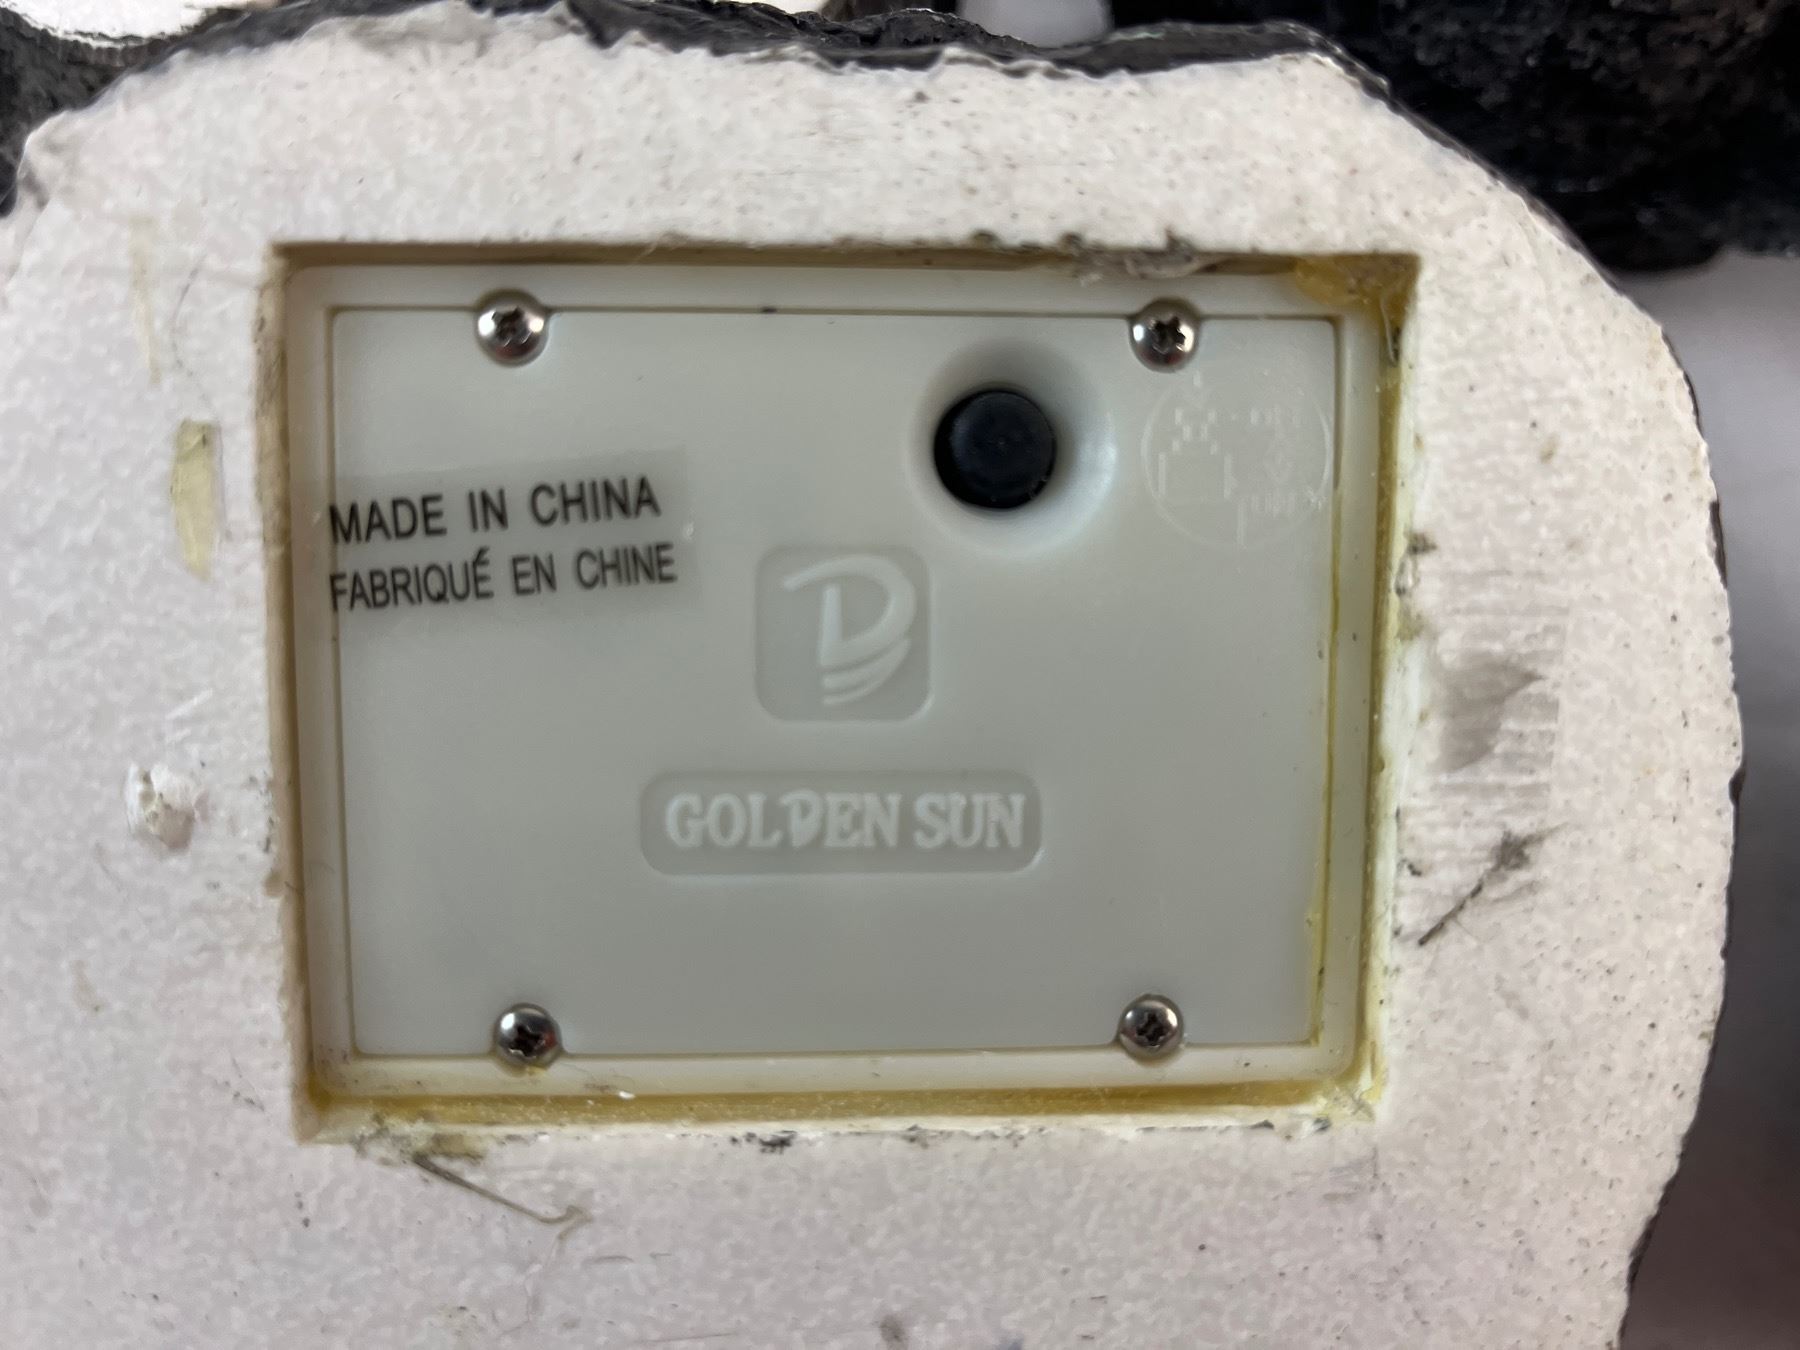 MADE IN CHINA
FABRIQUÉ EN CHINE
D
GOLDEN SUN